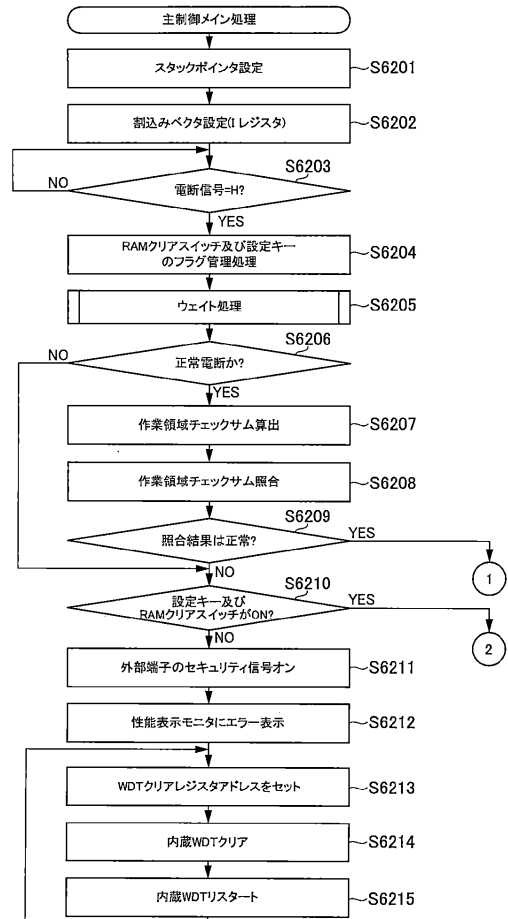 主制御メイン処理
スタックポインタ設定
S6201
割込みベクタ設定(I レジスタ)
S6202
S6203
NO
電断信号=H?
YES
RAMクリアスイッチ及び設定キー
のフラグ管理処理
S6204
ウェイト処理
S6205
S6206
NO
正常電断か?
YES
作業領域チェックサム算出
S6207
作業領域チェックサム照合
S6208
S6209
照合結果は正常?
YES
1
NO
S6210
設定キー及び
RAMクリアスイッチがON?
YES
2
NO
外部端子のセキュリティ信号オン
S6211
性能表示モニタにエラー表示
S6212
WDTクリアレジスタアドレスをセット
S6213
内蔵WDTクリア
S6214
内蔵WDTリスタート
S6215